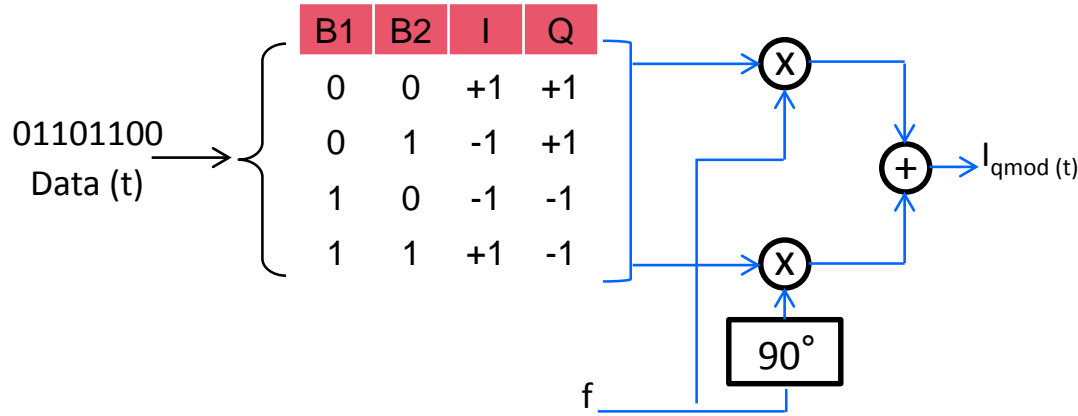 B1 B2 I Q
0 0 +1 +1
0 1 -1 +1
1 0 -1 -1
1 1 +1 -1
01101100
Data (t)
X
X
+
I_qmod (t)
90°
f